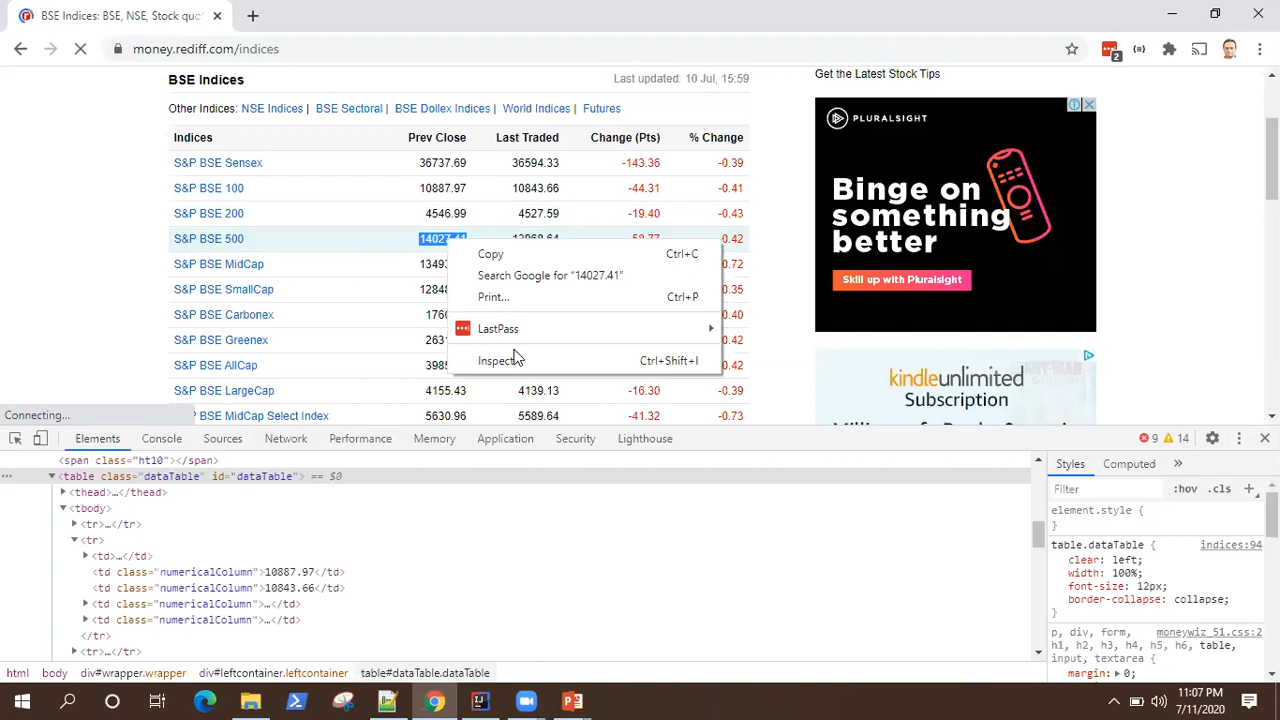 BSE Indices: BSE, NSE, Stock quo
money.rediff.com/indices
2
BSE Indices
Last updated: 10 Jul, 15:59
Other Indices: NSE Indices | BSE Sectoral | BSE Dollex Indices | World Indices | Futures
Indices Prev Close Last Traded Change (Pts) % Change
S&P BSE Sensex 36737.69 36594.33 -143.36 -0.39
S&P BSE 100 10887.97 10843.66 -44.31 -0.41
S&P BSE 200 4546.99 4527.59 -19.40 -0.43
S&P BSE 500 14027.41 13968.64 -58.77 -0.42
S&P BSE MidCap 1349 0.72
S&P BSE SmallCap 1284 0.35
S&P BSE Carbonex 176 0.40
S&P BSE Greenex 263 0.42
S&P BSE AllCap 398 0.42
S&P BSE LargeCap 4155.43 4139.13 -16.30 -0.39
S&P BSE MidCap Select Index 5630.96 5589.64 -41.32 -0.73
Copy Ctrl+C
Search Google for “14027.41”
Print... Ctrl+P
LastPass
Inspect Ctrl+Shift+I
Get the Latest Stock Tips
PLURALSIGHT
Binge on
something
better
Skill up with Pluralsight
kindleunlimited
Subscription
Connecting...
Elements Console Sources Network Performance Memory Application Security Lighthouse 9 14
<span class="ht10"></span>
... <table class="dataTable" id="dataTable"> == $0
<thead>…</thead>
<tbody>
<tr>…</tr>
<tr>
<td>…</td>
<td class="numericalColumn">10887.97</td>
<td class="numericalColumn">10843.66</td>
<td class="numericalColumn">…</td>
<td class="numericalColumn">…</td>
</tr>
<tr>…</tr>
html body div#wrapper.wrapper div#leftcontainer.leftcontainer table#dataTable.dataTable
Styles Computed »
Filter :hov .cls +
element.style {
}
table.dataTable { indices:94
clear: left;
width: 100%;
font-size: 12px;
border-collapse: collapse;
}
p, div, form, moneywiz_51.css:2
h1, h2, h3, h4, h5, h6, table,
input, textarea {
margin: 0;
11:07 PM
7/11/2020